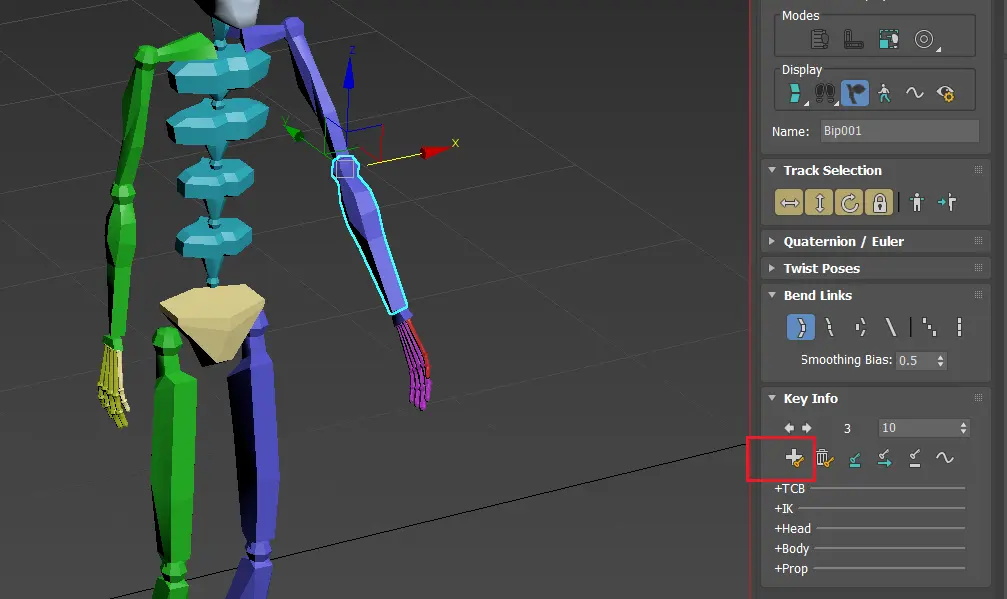 Modes
Display
Name: Bip001
Track Selection
Quaternion / Euler
Twist Poses
Bend Links
Smoothing Bias: 0.5
Key Info
3 10
+TCB
+IK
+Head
+Body
+Prop
Z
Y
X